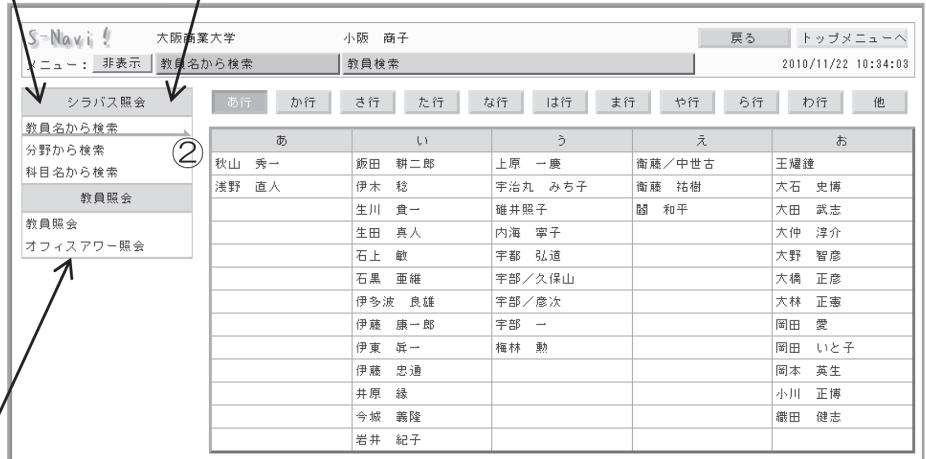 S-Navi! 大阪商業大学 小阪 商子 戻る トップメニューへ
メニュー： 非表示 教員名から検索 教員検索 2010/11/22 10:34:03
シラバス照会 あ行 か行 さ行 た行 な行 は行 ま行 や行 ら行 わ行 他
教員名から検索
分野から検索
科目名から検索
②
教員照会
教員照会
オフィスアワー照会
あ い う え お
秋山 秀一 飯田 耕二郎 上原 一慶 衛藤／中世古 王耀鐘
浅野 直人 伊木 稔 宇治丸 みち子 衛藤 祐樹 大石 史博
生川 貴一 碓井照子 閻 和平 大田 武志
生田 真人 内海 寧子 大仲 淳介
石上 敏 宇都 弘道 大野 智彦
石黒 亜維 宇部／久保山 大橋 正彦
伊多波 良雄 宇部／彦次 大林 正憲
伊藤 康一郎 宇部 一 岡田 愛
伊東 眞一 梅林 勲 岡田 いと子
伊藤 忠通 岡本 英生
井原 縁 小川 正博
今城 義隆 織田 健志
岩井 紀子